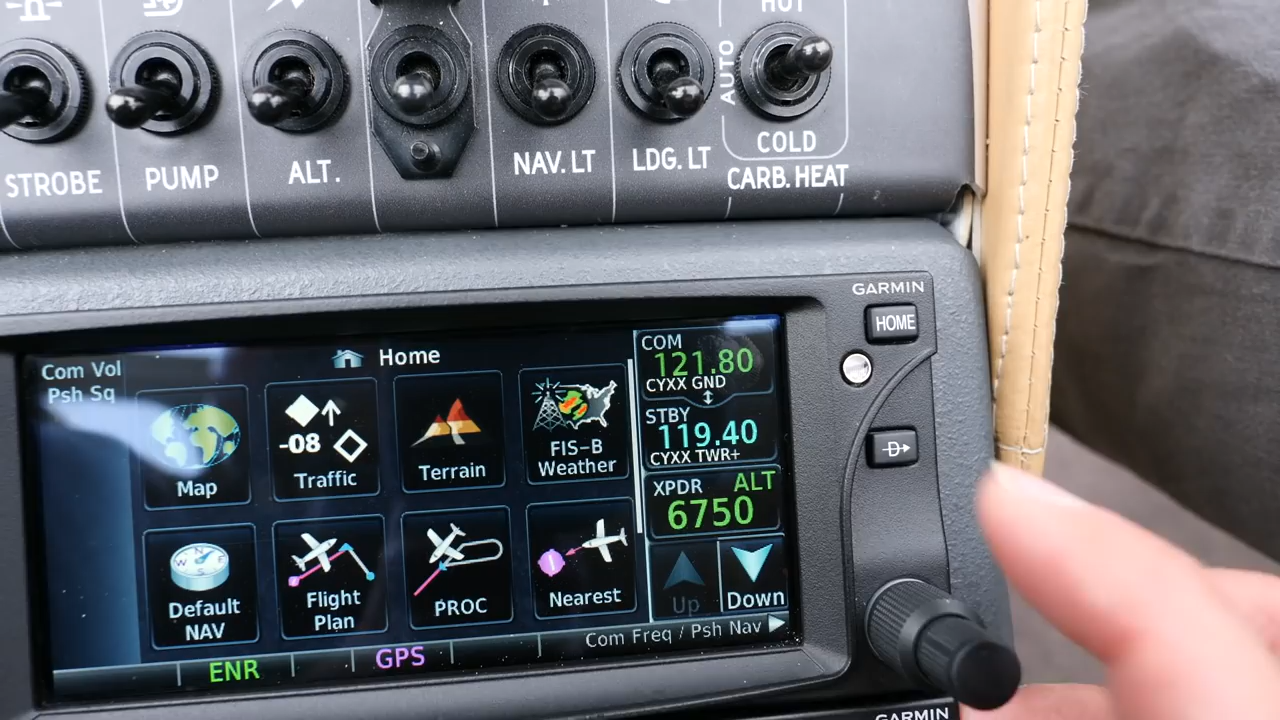 HOT
AUTO
COLD
STROBE
PUMP
ALT.
NAV. LT
LDG. LT
CARB. HEAT
GARMIN
HOME
Com Vol
Psh Sq
Home
COM
121.80
CYXX GND
STBY
119.40
CYXX TWR+
XPDR ALT
6750
Up
Down
Map
-08
Traffic
Terrain
FIS-B
Weather
N
E
S
W
Default
NAV
Flight
Plan
PROC
Nearest
Com Freq / Psh Nav
ENR
GPS
D
GARMIN